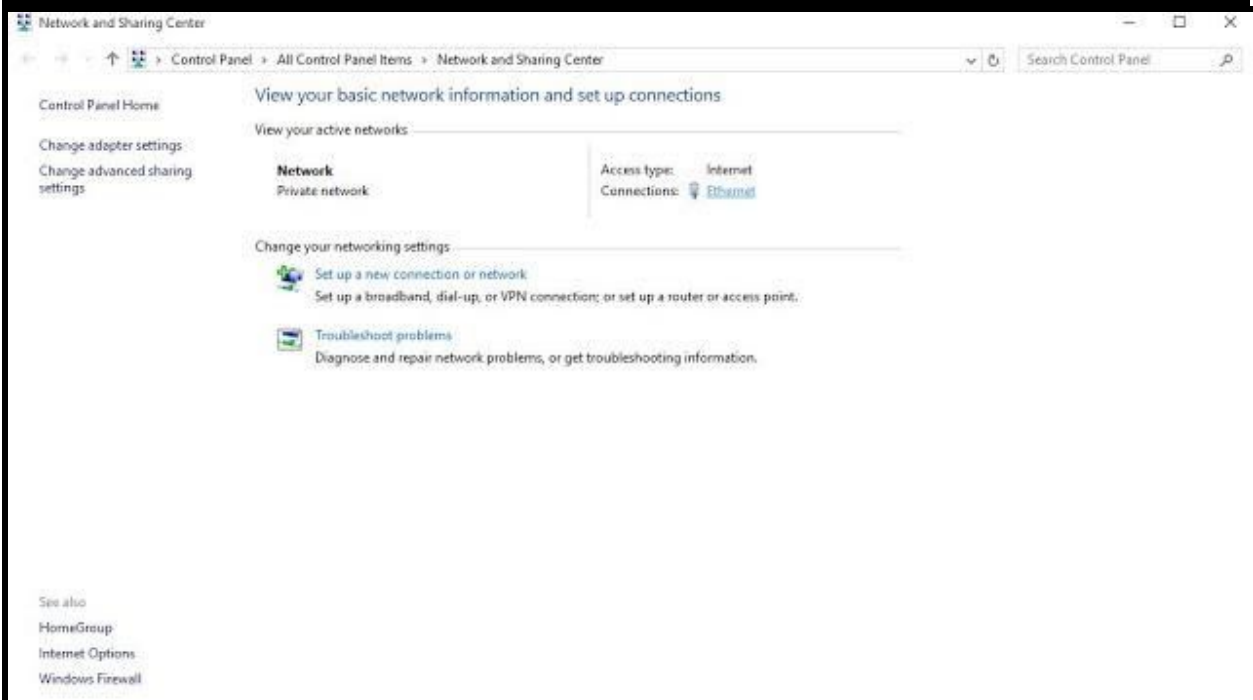 Network and Sharing Center
Control Panel > All Control Panel Items > Network and Sharing Center
Search Control Panel
Control Panel Home
Change adapter settings
Change advanced sharing
settings
View your basic network information and set up connections
View your active networks
Network
Private network
Access type: Internet
Connections: Ethernet
Change your networking settings
Set up a new connection or network
Set up a broadband, dial-up, or VPN connection; or set up a router or access point.
Troubleshoot problems
Diagnose and repair network problems, or get troubleshooting information.
See also
HomeGroup
Internet Options
Windows Firewall